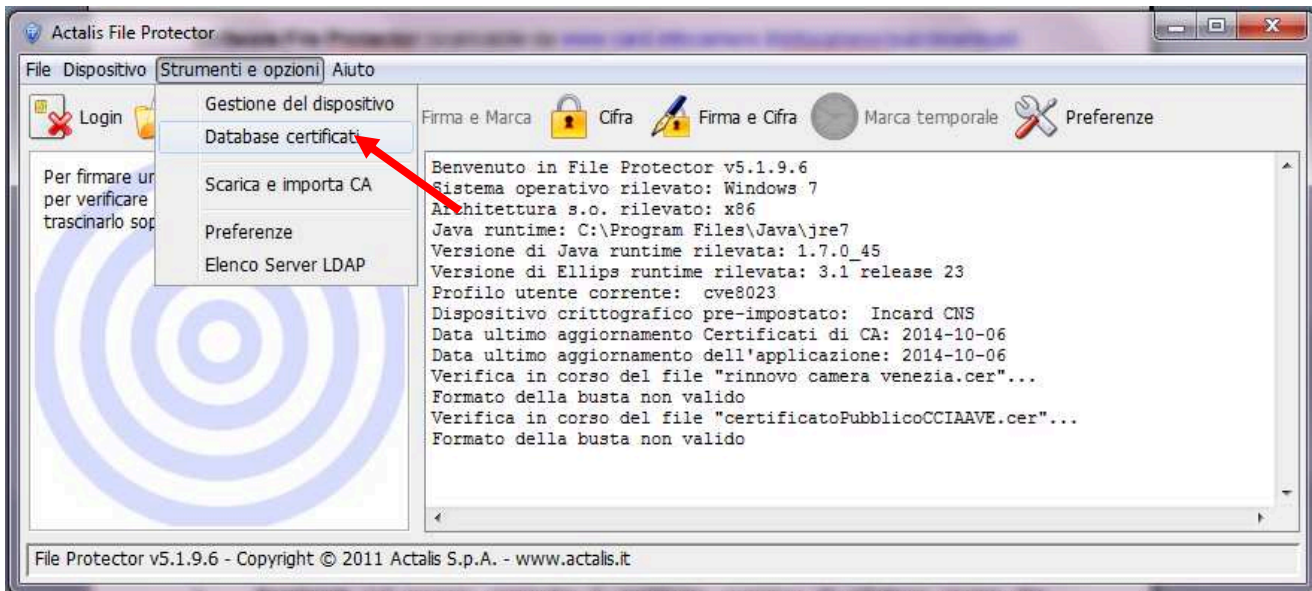 Actalis File Protector
File Dispositivo Strumenti e opzioni Aiuto
Login
Firma e Marca
Cifra
Firma e Cifra
Marca temporale
Preferenze
Gestione del dispositivo
Database certificati
Scarica e importa CA
Preferenze
Elenco Server LDAP
Per firmare un
per verificare
trascinarlo sop
Benvenuto in File Protector v5.1.9.6
Sistema operativo rilevato: Windows 7
Architettura s.o. rilevato: x86
Java runtime: C:\Program Files\Java\jre7
Versione di Java runtime rilevata: 1.7.0_45
Versione di Ellips runtime rilevata: 3.1 release 23
Profilo utente corrente:  cve8023
Dispositivo crittografico pre-impostato:  Incard CNS
Data ultimo aggiornamento Certificati di CA: 2014-10-06
Data ultimo aggiornamento dell'applicazione: 2014-10-06
Verifica in corso del file "rinnovo camera venezia.cer"...
Formato della busta non valido
Verifica in corso del file "certificatoPubblicoCCIAAVE.cer"...
Formato della busta non valido
File Protector v5.1.9.6 - Copyright © 2011 Actalis S.p.A. - www.actalis.it